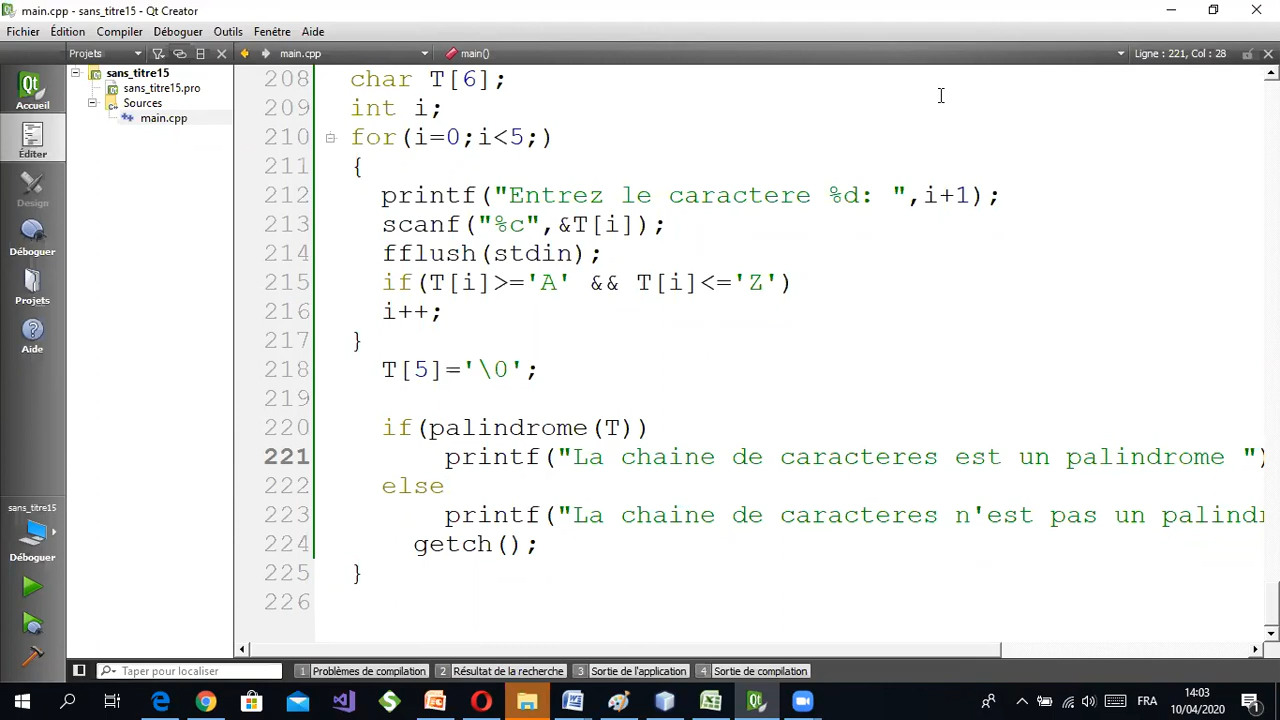 main.cpp - sans_titre15 - Qt Creator
Fichier Édition Compiler Déboguer Outils Fenêtre Aide
Projets main.cpp main() Ligne : 221, Col : 28
sans_titre15
sans_titre15.pro
Sources
main.cpp
Qt
Accueil
Éditer
Design
Déboguer
Projets
Aide
sans_titre15
Déboguer
208 char T[6];
209 int i;
210 for(i=0;i<5;)
211 {
212 printf("Entrez le caractere %d: ",i+1);
213 scanf("%c",&T[i]);
214 fflush(stdin);
215 if(T[i]>='A' && T[i]<='Z')
216 i++;
217 }
218 T[5]='\0';
219
220 if(palindrome(T))
221 printf("La chaine de caracteres est un palindrome ")
222 else
223 printf("La chaine de caracteres n'est pas un palindr
224 getch();
225 }
226
Taper pour localiser 1 Problèmes de compilation 2 Résultat de la recherche 3 Sortie de l'application 4 Sortie de compilation
FRA 14:03
10/04/2020